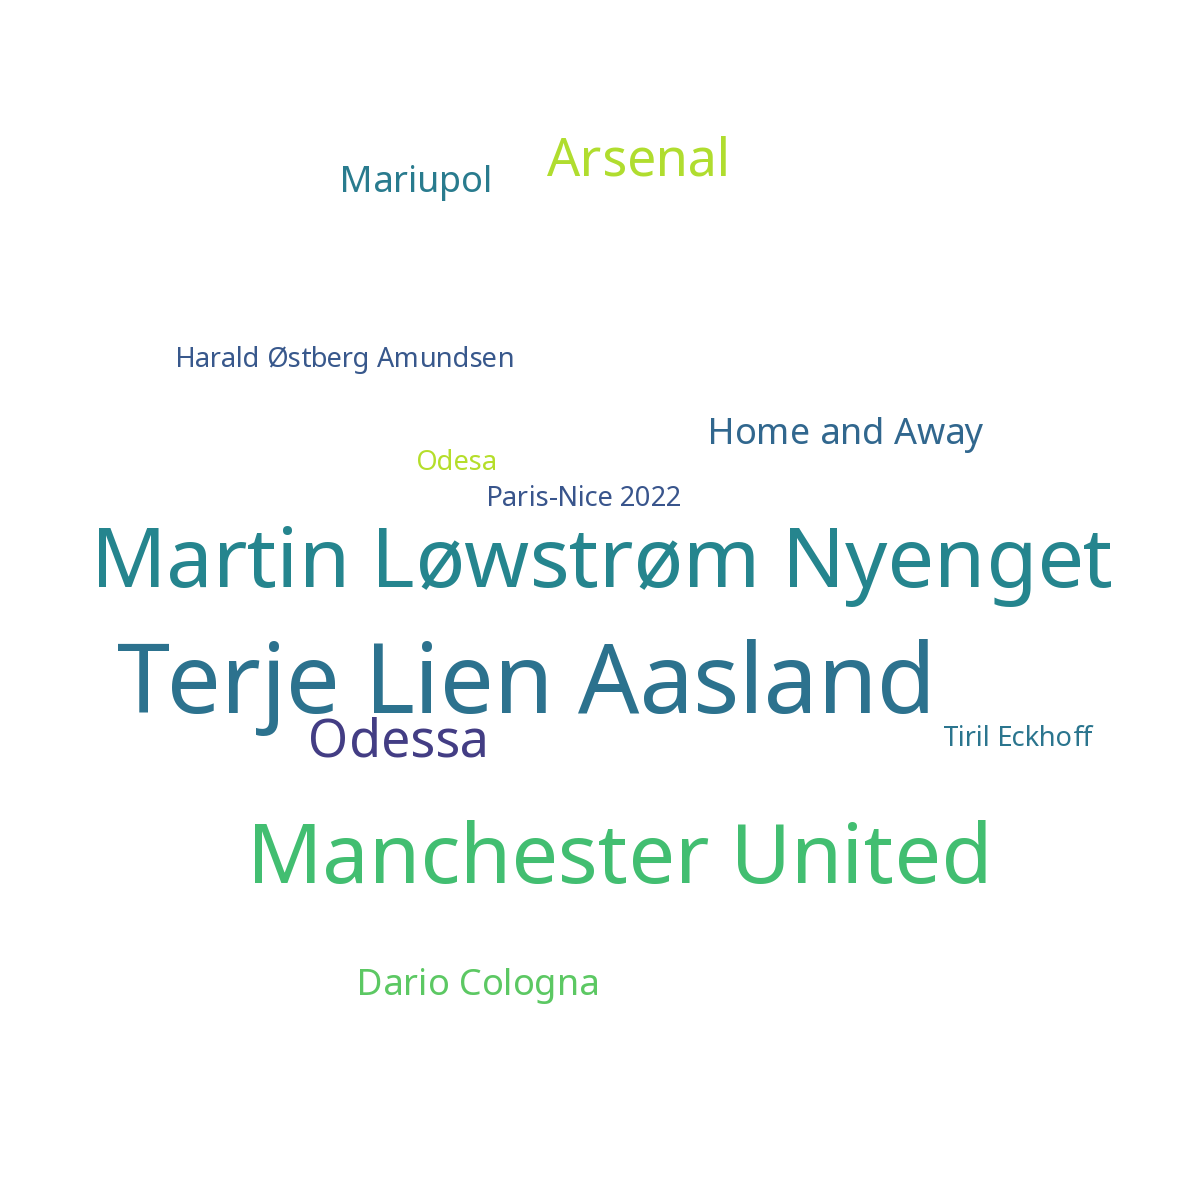 Arsenal
Mariupol
Harald Østberg Amundsen
Home and Away
Odesa
Paris-Nice 2022
Martin Løwstrøm Nyenget
Terje Lien Aasland
Odessa
Tiril Eckhoff
Manchester United
Dario Cologna